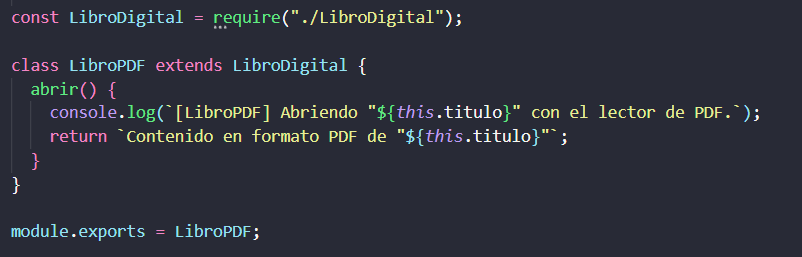 const LibroDigital = require("./LibroDigital");
class LibroPDF extends LibroDigital {
  abrir() {
    console.log(`[LibroPDF] Abriendo "${this.titulo}" con el lector de PDF.`);
    return `Contenido en formato PDF de "${this.titulo}"`;
  }
}
module.exports = LibroPDF;